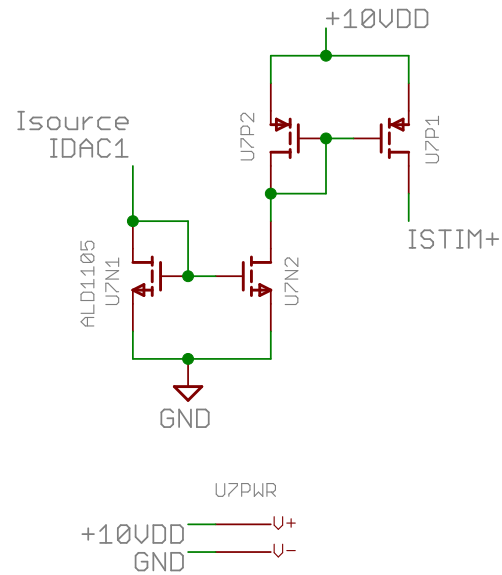 +10VDD
Isource
IDAC1
U7P2
U7P1
ISTIM+
ALD1105
U7N1
U7N2
GND
U7PWR
+10VDD V+
GND V-